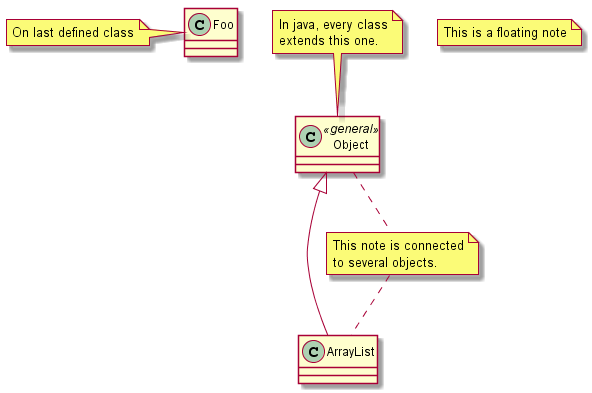 On last defined class
C Foo
In java, every class
extends this one.
This is a floating note
C «general»
Object
This note is connected
to several objects.
C ArrayList